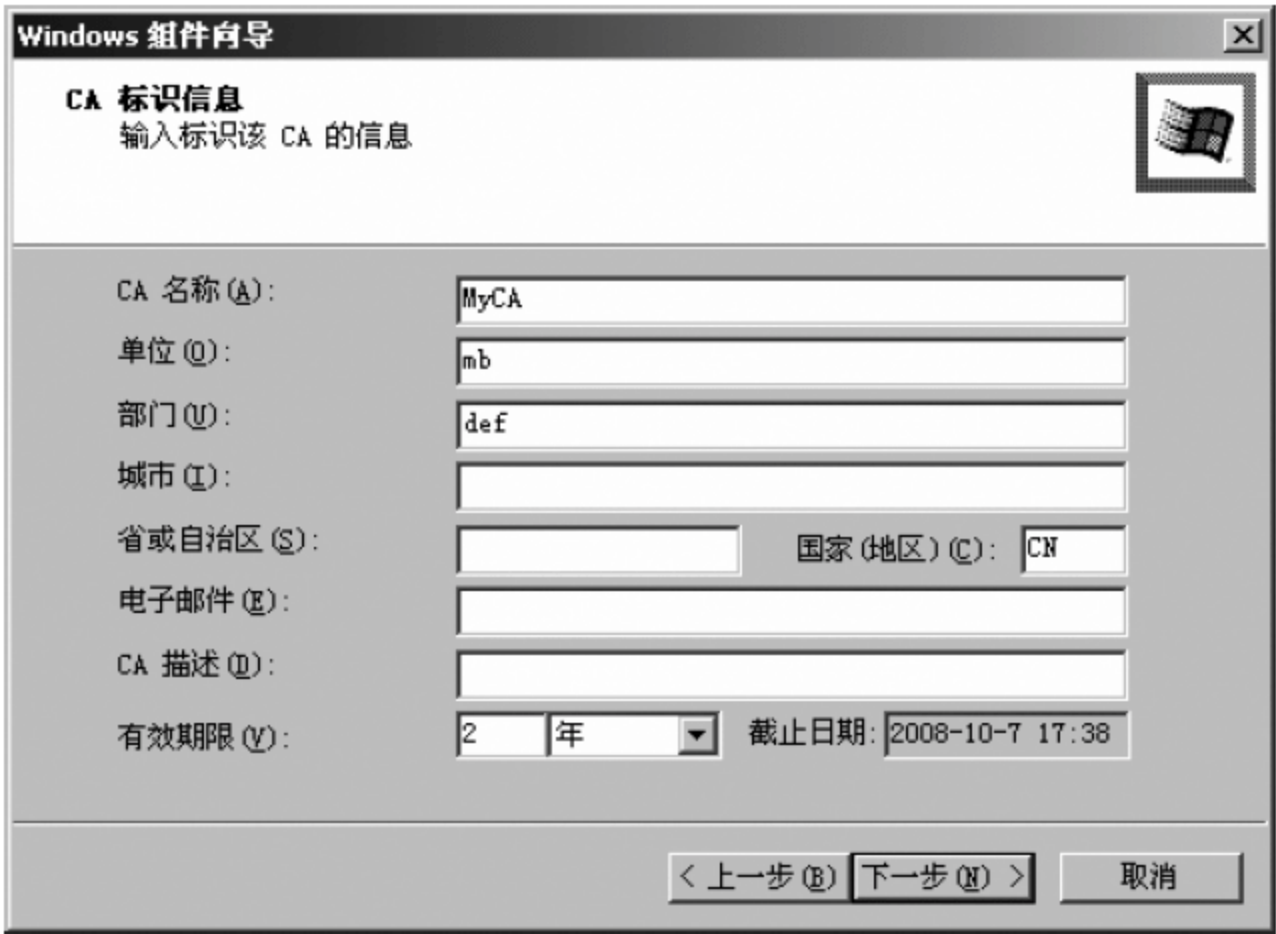 Windows 组件向导
CA 标识信息
输入标识该 CA 的信息
CA 名称(A):
MyCA
单位(O):
mb
部门(U):
def
城市(I):
省或自治区(S):
国家(地区)(C):
CN
电子邮件(E):
CA 描述(D):
有效期限(V):
2
年
截止日期:
2008-10-7 17:38
< 上一步(B)
下一步(N) >
取消